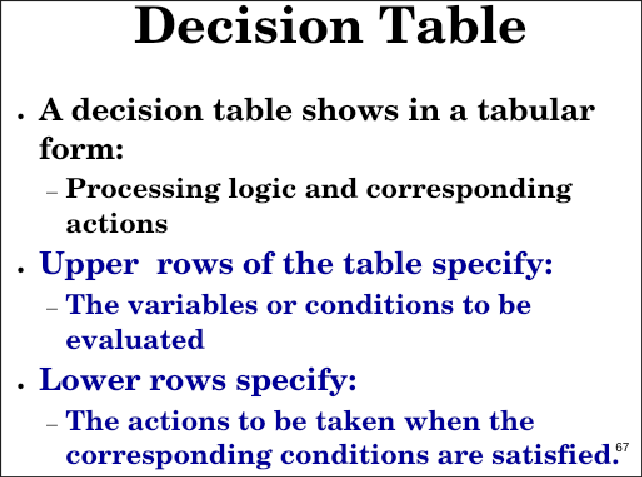 Decision Table
• A decision table shows in a tabular
form:
– Processing logic and corresponding
actions
• Upper  rows of the table specify:
– The variables or conditions to be
evaluated
• Lower rows specify:
– The actions to be taken when the
corresponding conditions are satisfied.
67